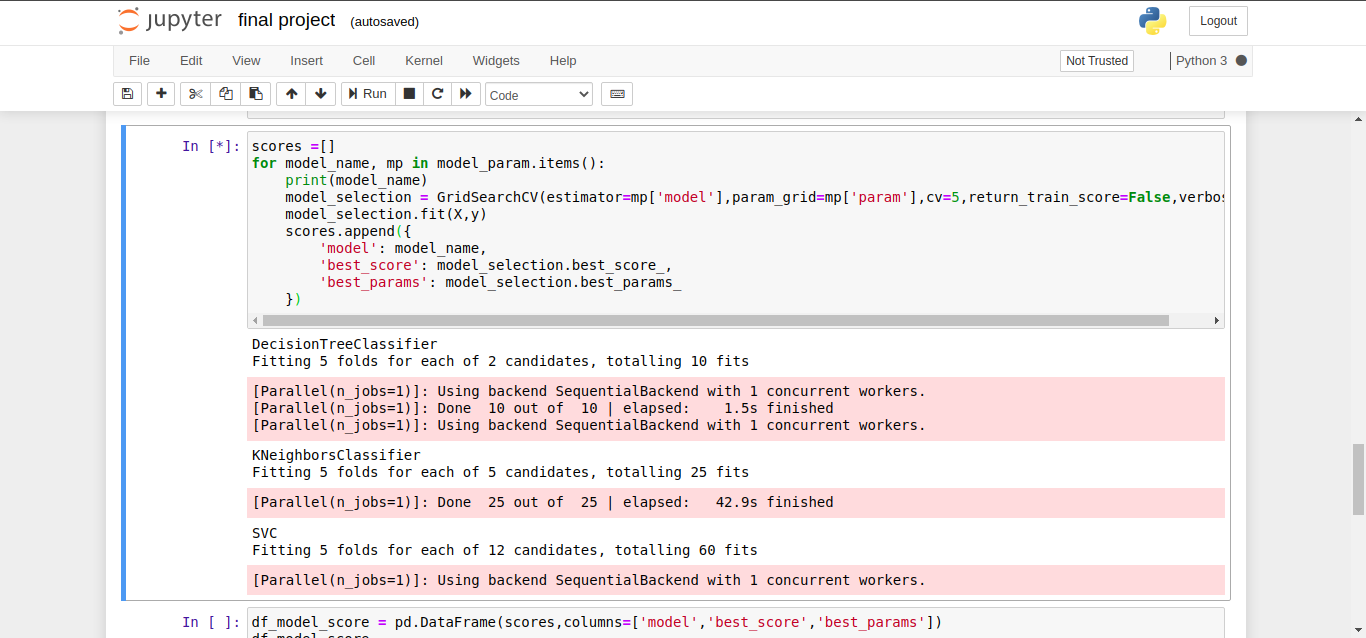 jupyter final project (autosaved)
Logout
File Edit View Insert Cell Kernel Widgets Help
Not Trusted
Python 3
Run
Code
In [*]:
scores =[]
for model_name, mp in model_param.items():
    print(model_name)
    model_selection = GridSearchCV(estimator=mp['model'],param_grid=mp['param'],cv=5,return_train_score=False,verbos
    model_selection.fit(X,y)
    scores.append({
        'model': model_name,
        'best_score': model_selection.best_score_,
        'best_params': model_selection.best_params_
    })
DecisionTreeClassifier
Fitting 5 folds for each of 2 candidates, totalling 10 fits
[Parallel(n_jobs=1)]: Using backend SequentialBackend with 1 concurrent workers.
[Parallel(n_jobs=1)]: Done  10 out of  10 | elapsed:    1.5s finished
[Parallel(n_jobs=1)]: Using backend SequentialBackend with 1 concurrent workers.
KNeighborsClassifier
Fitting 5 folds for each of 5 candidates, totalling 25 fits
[Parallel(n_jobs=1)]: Done  25 out of  25 | elapsed:   42.9s finished
SVC
Fitting 5 folds for each of 12 candidates, totalling 60 fits
[Parallel(n_jobs=1)]: Using backend SequentialBackend with 1 concurrent workers.
In [ ]:
df_model_score = pd.DataFrame(scores,columns=['model','best_score','best_params'])
df_model_score